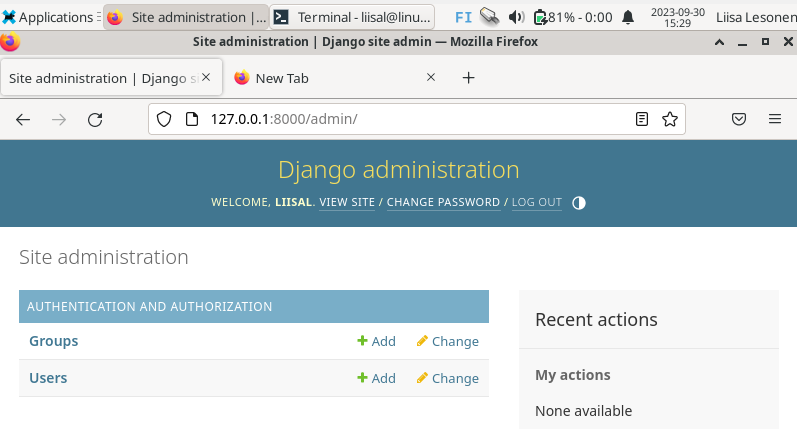 Applications
Site administration |...
Terminal - liisal@linu...
FI
81% - 0:00
2023-09-30
15:29
Liisa Lesonen
Site administration | Django site admin — Mozilla Firefox
Site administration | Django si
New Tab
127.0.0.1:8000/admin/
Django administration
WELCOME, LIISAL. VIEW SITE / CHANGE PASSWORD / LOG OUT
Site administration
AUTHENTICATION AND AUTHORIZATION
Groups Add Change
Users Add Change
Recent actions
My actions
None available